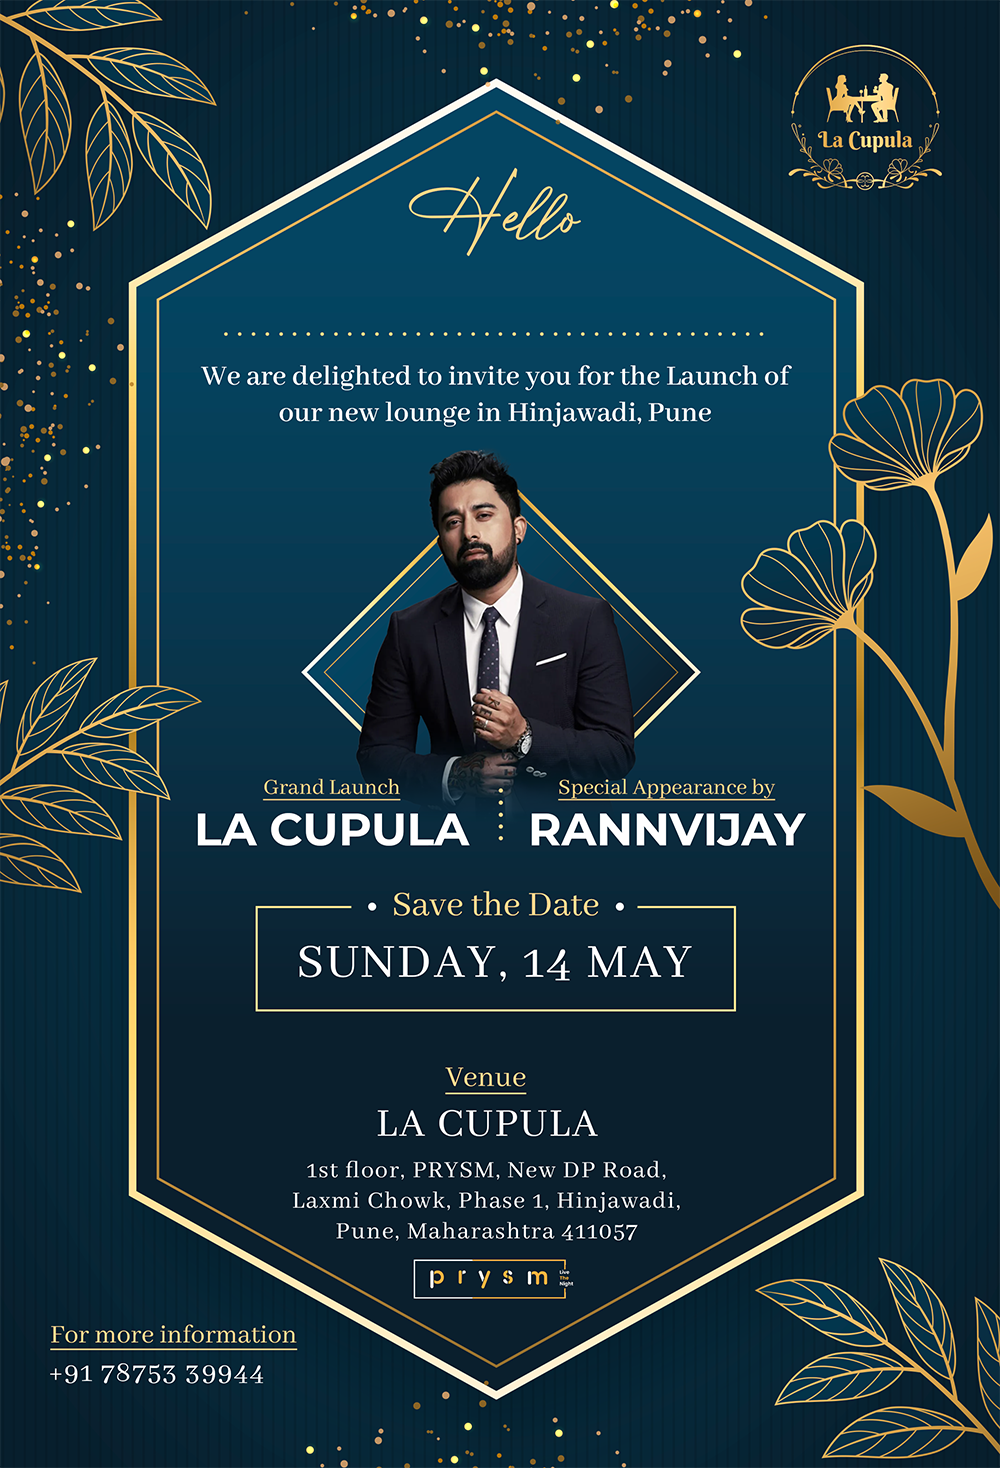 La Cupula
Hello
We are delighted to invite you for the Launch of
our new lounge in Hinjawadi, Pune
Grand Launch
LA CUPULA
Special Appearance by
RANNVIJAY
Save the Date
SUNDAY, 14 MAY
Venue
LA CUPULA
1st floor, PRYSM, New DP Road,
Laxmi Chowk, Phase 1, Hinjawadi,
Pune, Maharashtra 411057
prysm
Live
The
Night
For more information
+91 78753 39944